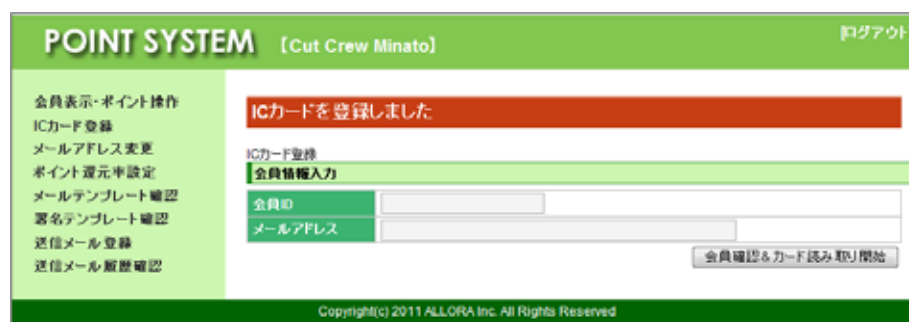 POINT SYSTEM 【Cut Crew Minato】
ログアウト
会員表示・ポイント操作
ICカード登録
メールアドレス変更
ポイント還元率設定
メールテンプレート確認
署名テンプレート確認
送信メール登録
送信メール履歴確認
ICカードを登録しました
ICカード登録
会員情報入力
会員ID
メールアドレス
会員確認&カード読み取り開始
Copyright(c) 2011 ALLORA Inc. All Rights Reserved